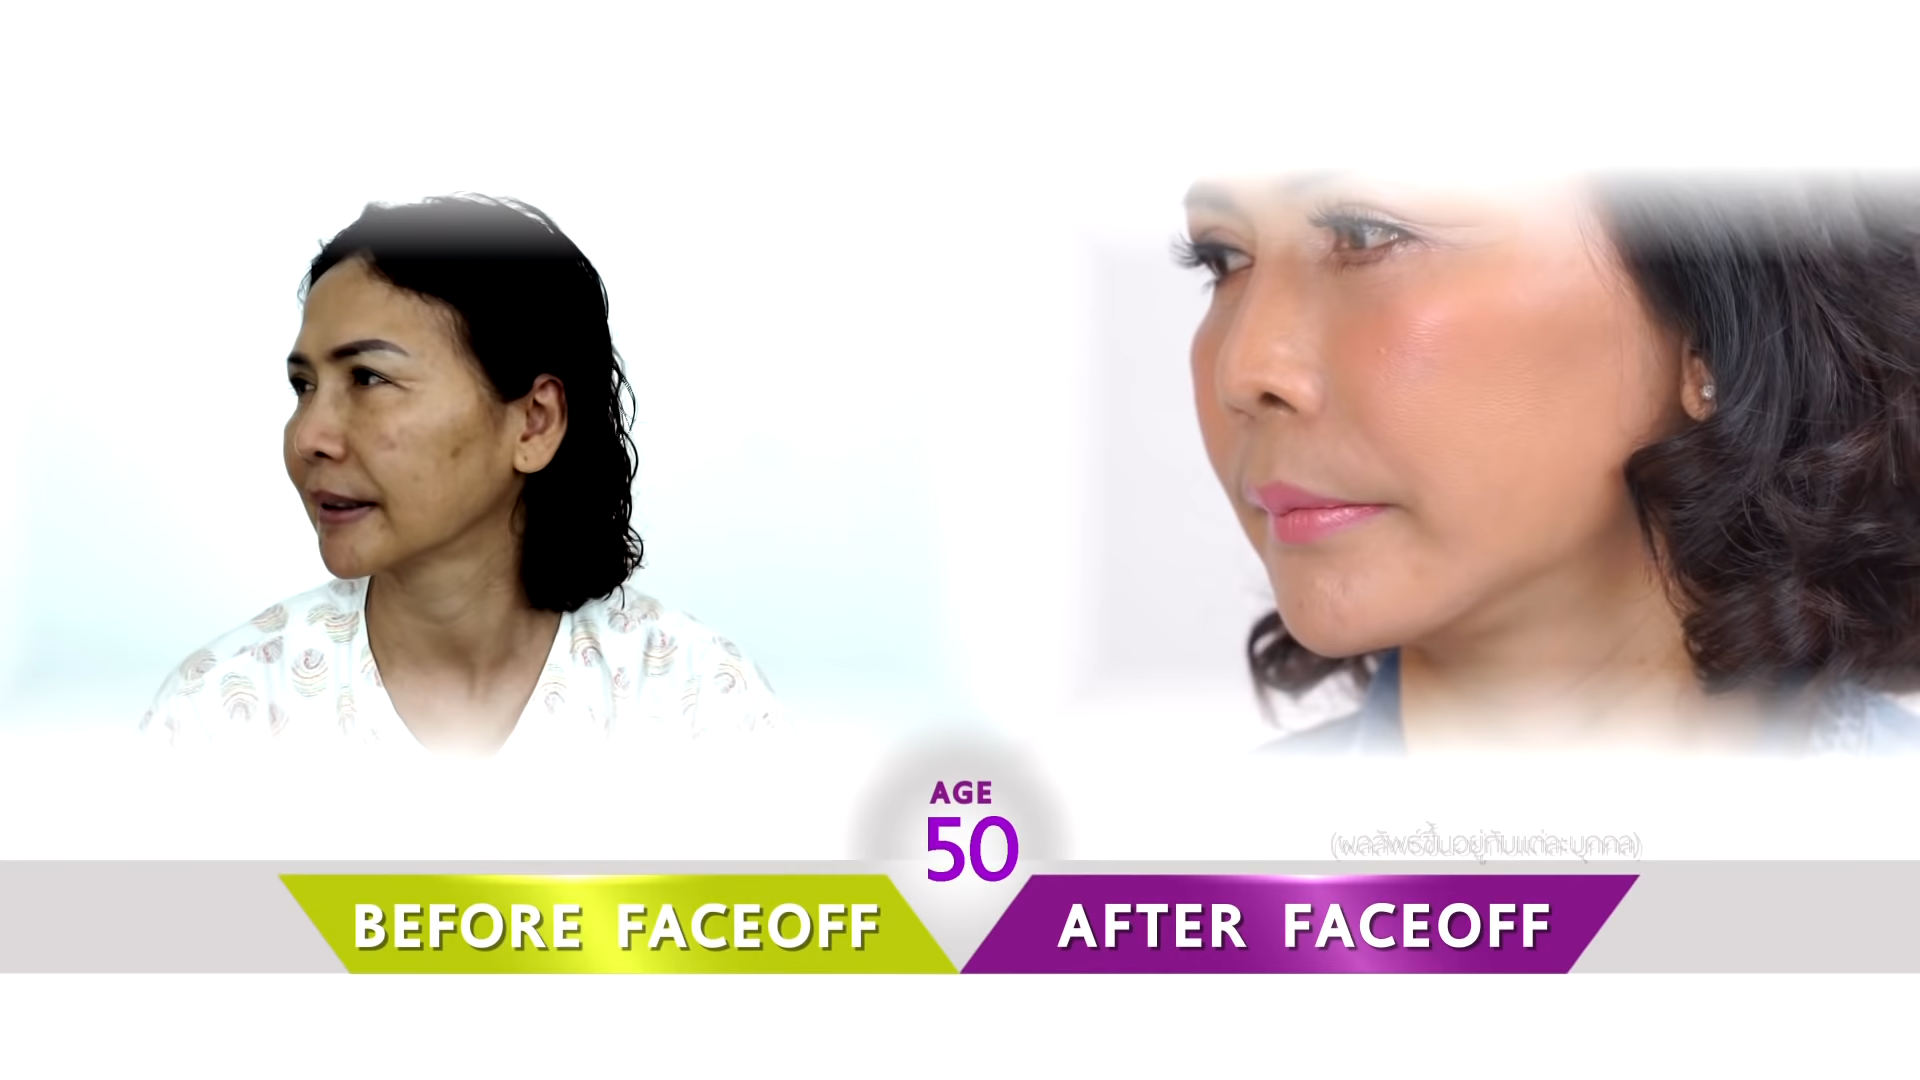 AGE
50
(ผลลัพธ์ขึ้นอยู่กับแต่ละบุคคล)
BEFORE FACEOFF
AFTER FACEOFF